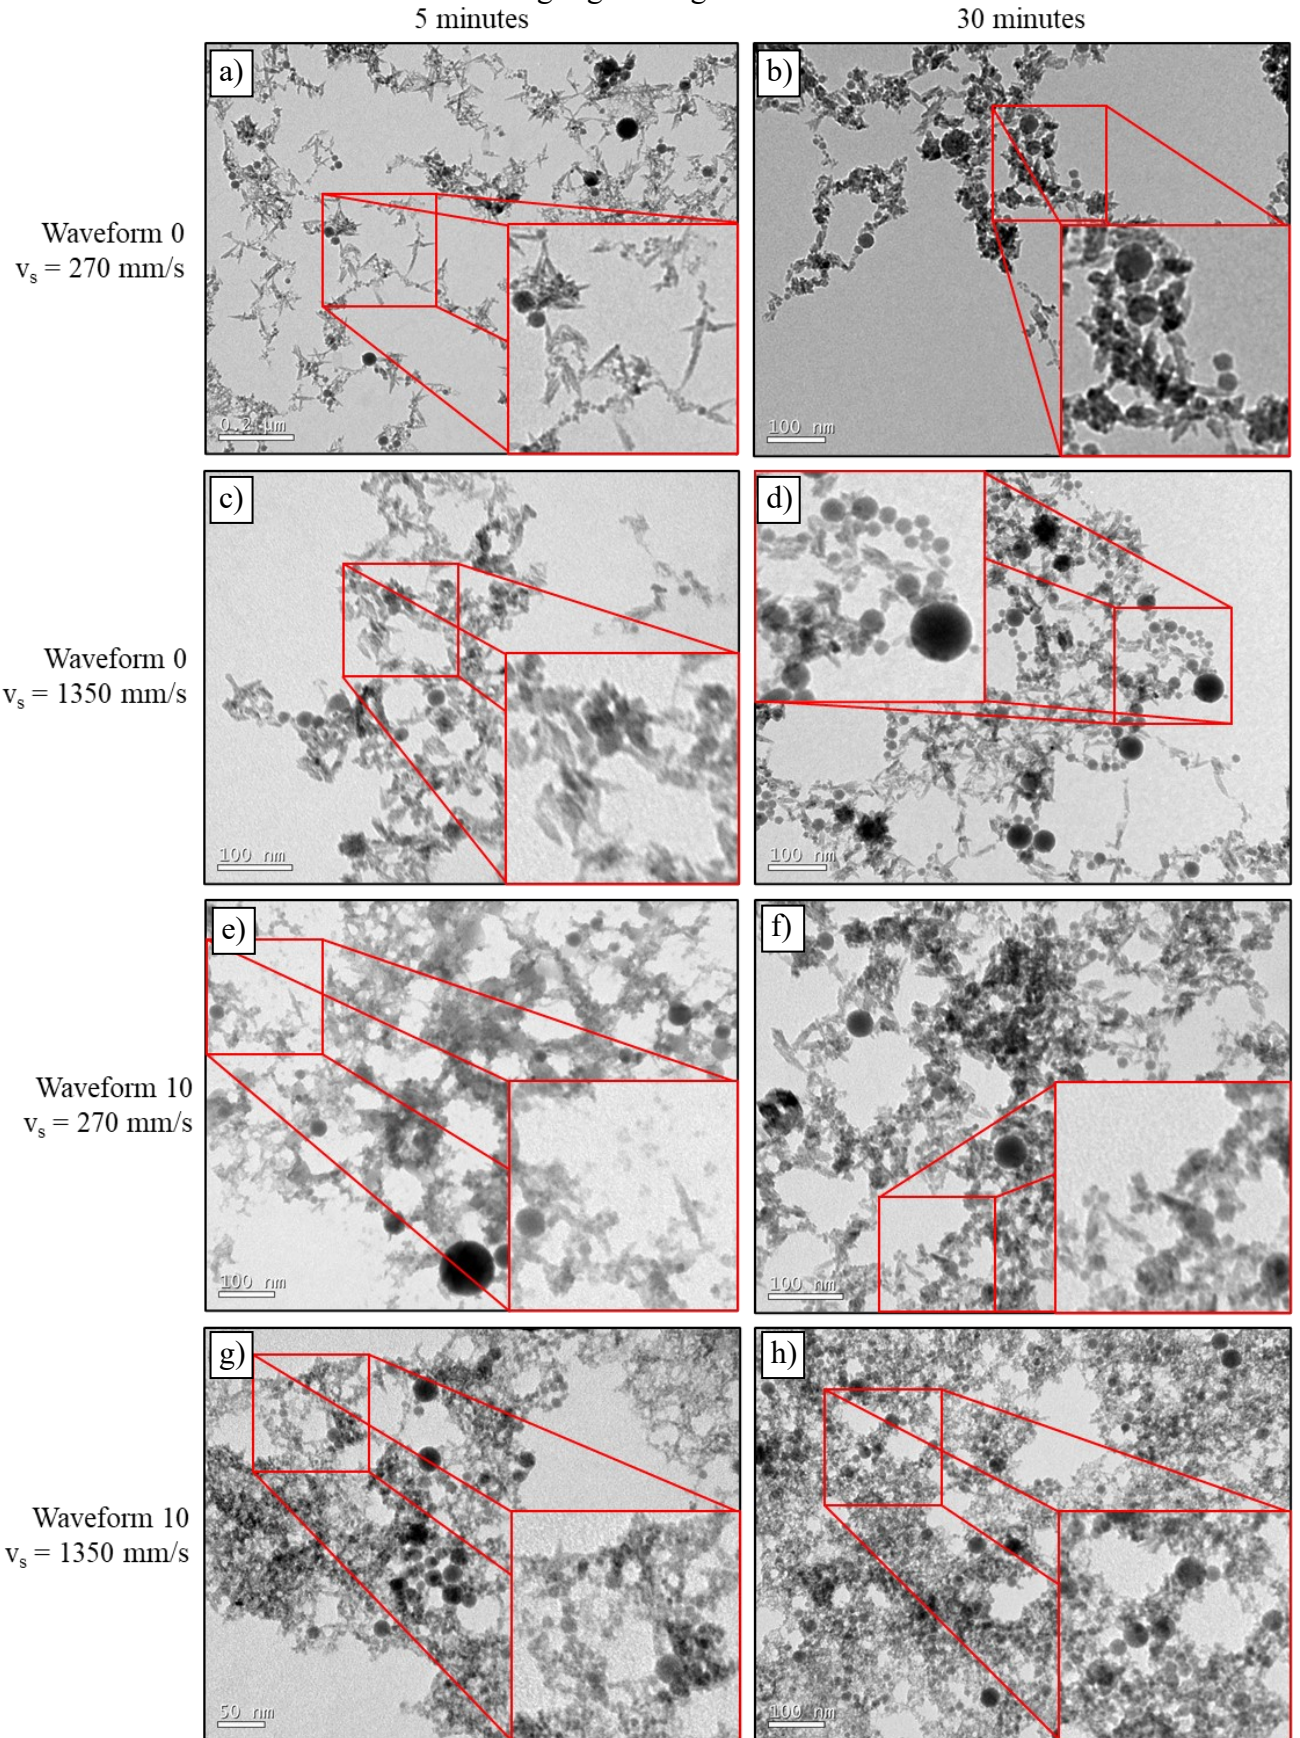 5 minutes
30 minutes
a)
b)
Waveform 0
vs = 270 mm/s
0.2 µm
100 nm
c)
d)
Waveform 0
vs = 1350 mm/s
100 nm
100 nm
e)
f)
Waveform 10
vs = 270 mm/s
100 nm
100 nm
g)
h)
Waveform 10
vs = 1350 mm/s
50 nm
100 nm